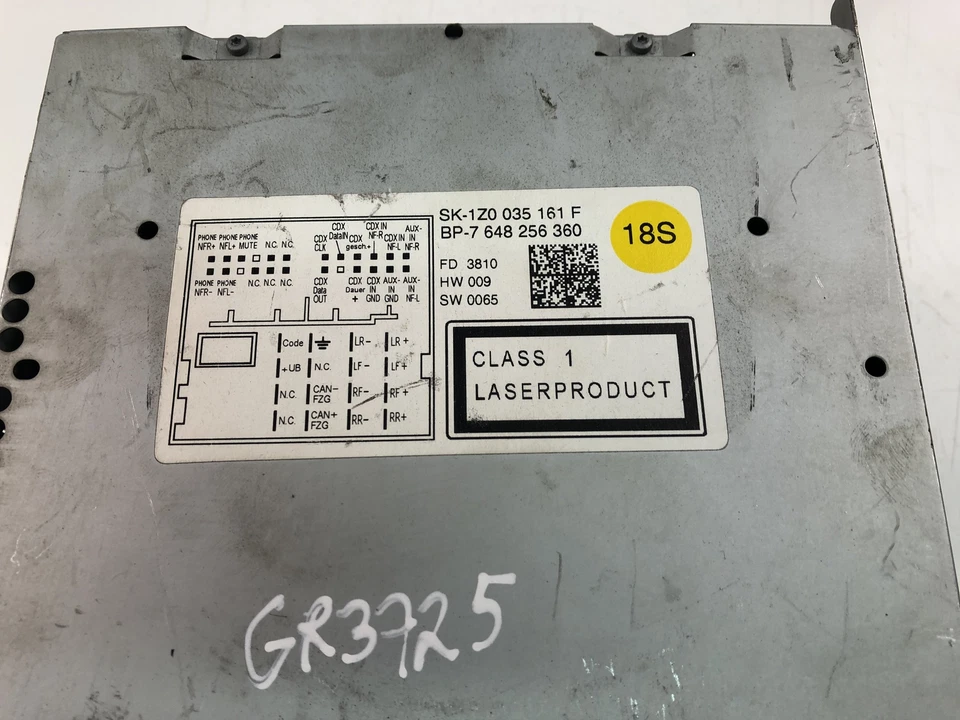 SK-1Z0 035 161 F
BP-7 648 256 360
18S
FD 3810
HW 009
SW 0065
CLASS 1
LASERPRODUCT
PHONE PHONE PHONE
NFR+ NFL+ MUTE N.C. N.C.
PHONE PHONE
NFR- NFL- N.C. N.C. N.C.
CDX CLK
CDX DataIN
CDX gesch.+
CDX IN NF-R
CDX IN NF-L
AUX-IN NF-R
CDX Data OUT
CDX Dauer +
CDX IN GND
AUX-IN GND
AUX-IN NF-L
Code LR- LR+
+UB N.C. LF- LF+
N.C. CAN- FZG RF- RF+
N.C. CAN+ FZG RR- RR+
GR3725